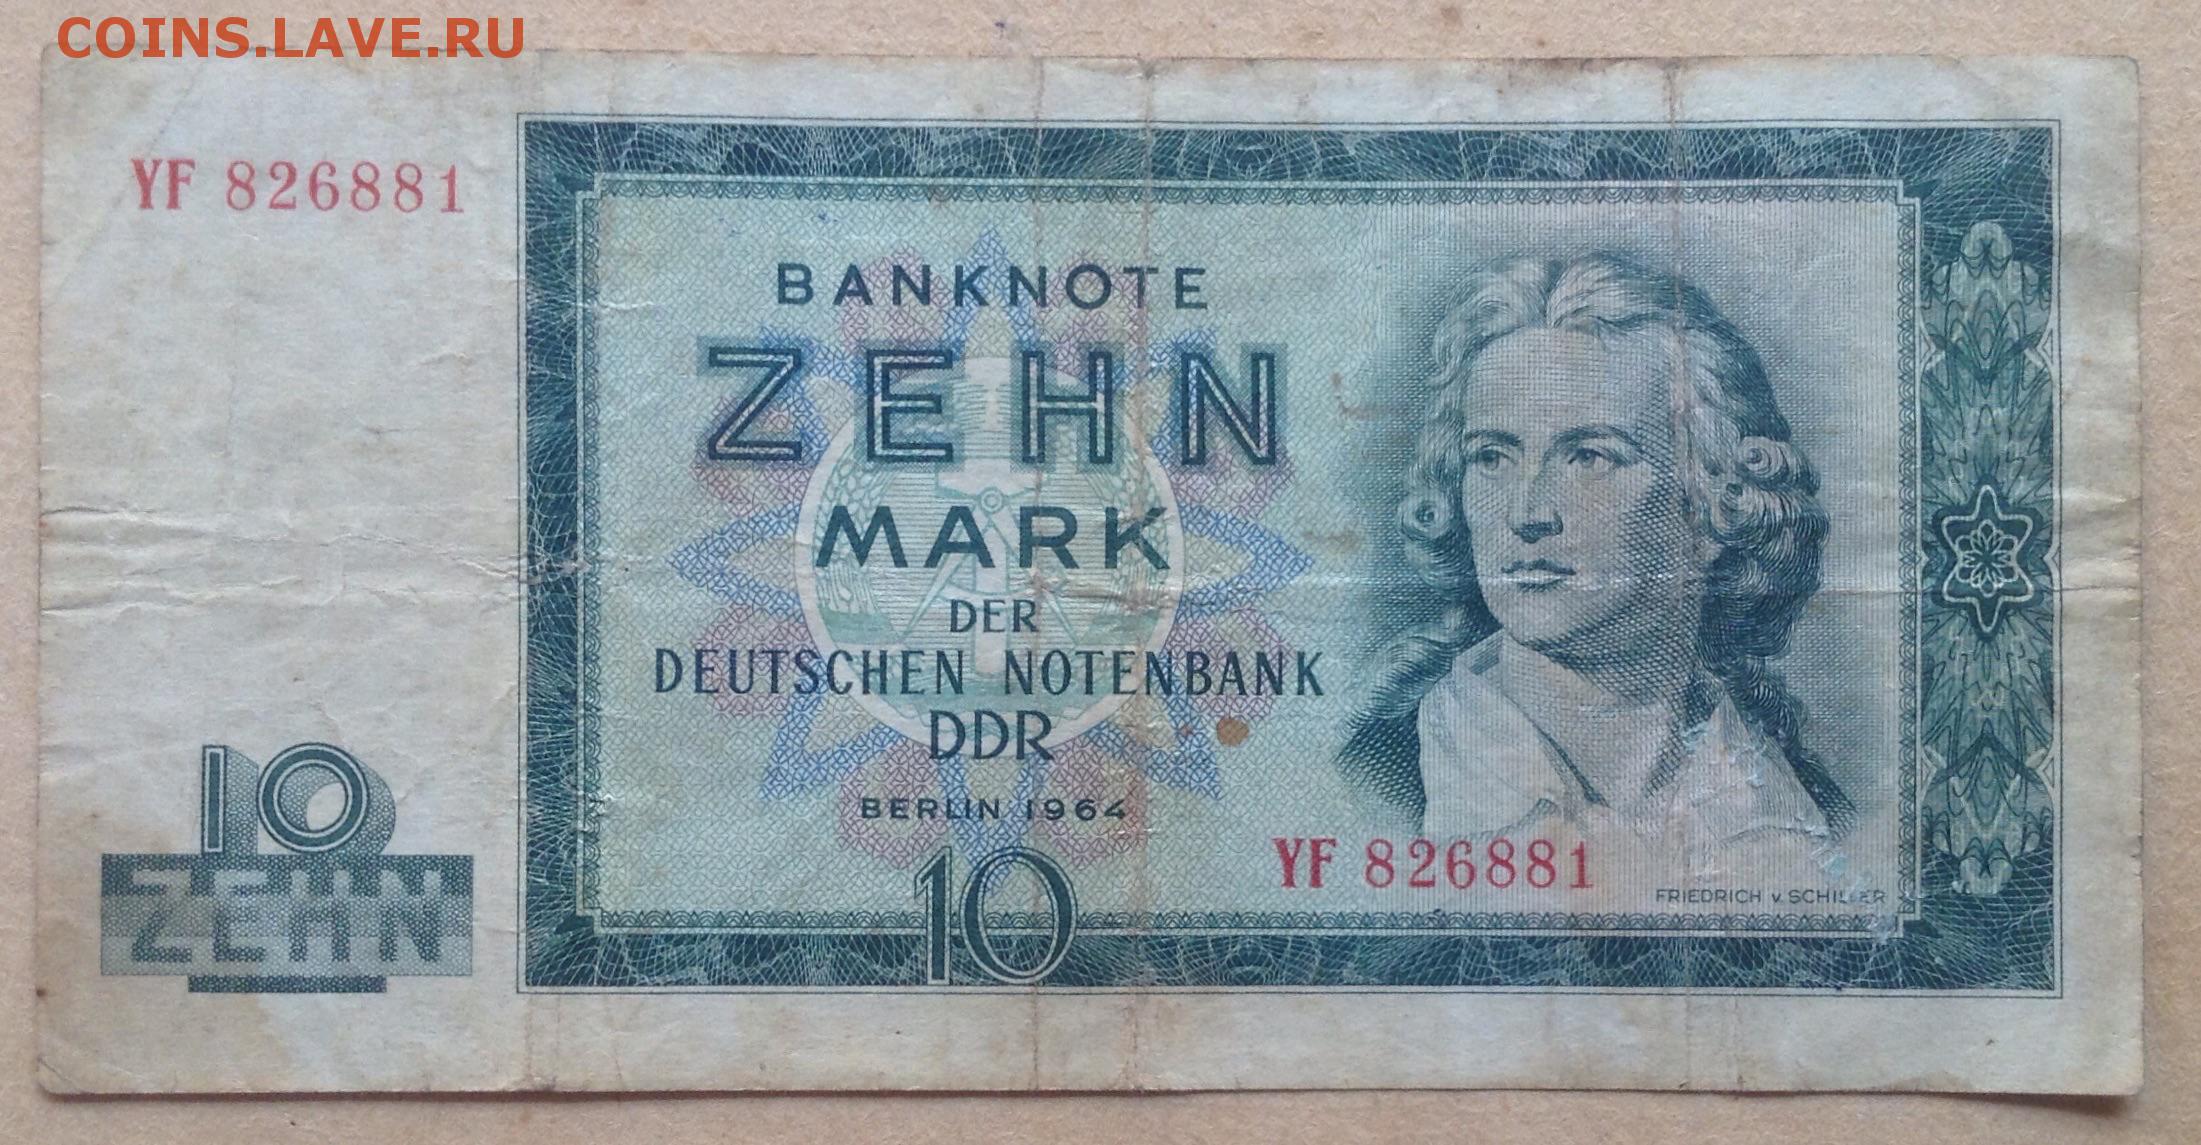 COINS.LAVE.RU
YF 826881
BANKNOTE
ZEHN
MARK
DER
DEUTSCHEN NOTENBANK
DDR
BERLIN 1964
10
YF 826881
FRIEDRICH v. SCHILLER
10
ZEHN